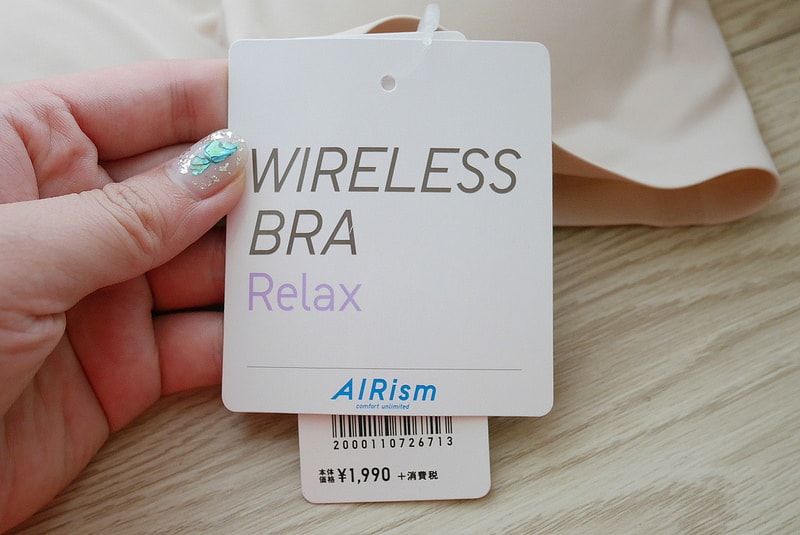 WIRELESS
BRA
Relax
AIRism
comfort unlimited
2000110726713
本体
価格 ¥1,990 +消費税